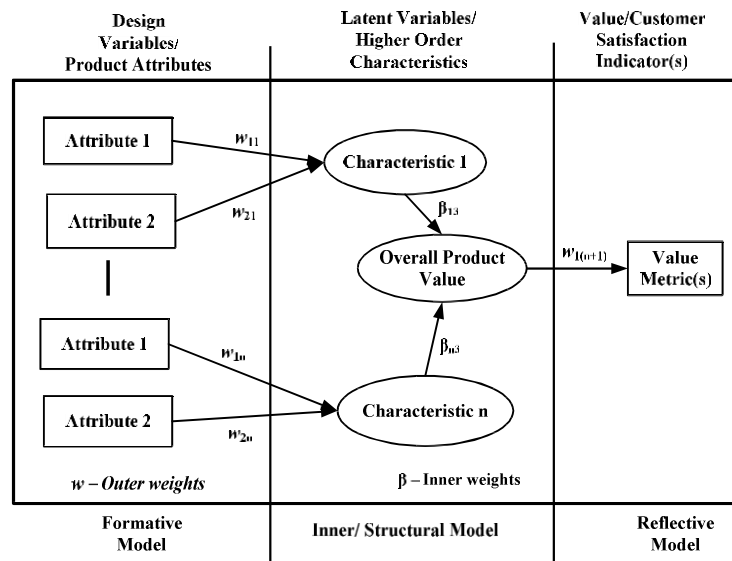 Design
Variables/
Product Attributes
Latent Variables/
Higher Order
Characteristics
Value/Customer
Satisfaction
Indicator(s)
Attribute 1
w11
Characteristic 1
Attribute 2
w21
β13
Overall Product
Value
w1(n+1)
Value
Metric(s)
Attribute 1
w1n
βn3
Attribute 2
w2n
Characteristic n
w – Outer weights
β – Inner weights
Formative
Model
Inner/ Structural Model
Reflective
Model